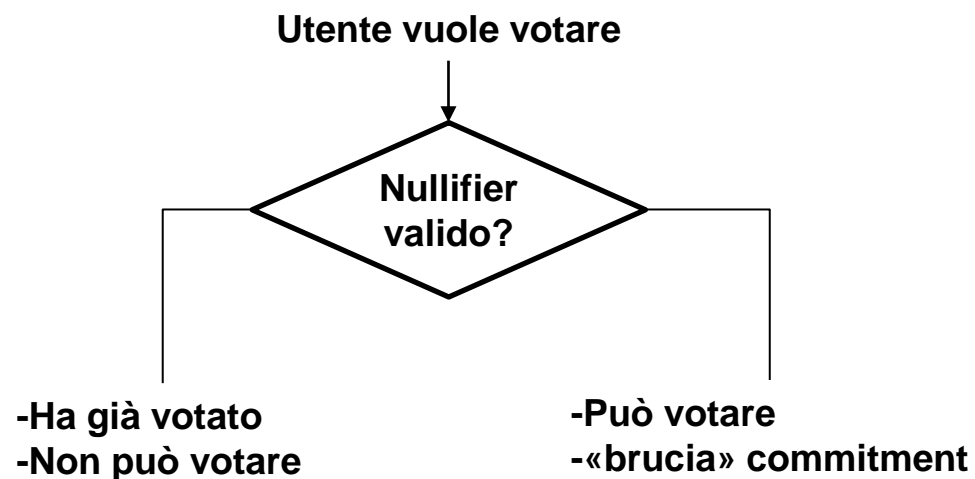 Utente vuole votare
Nullifier
valido?
-Ha già votato
-Non può votare
-Può votare
-«brucia» commitment